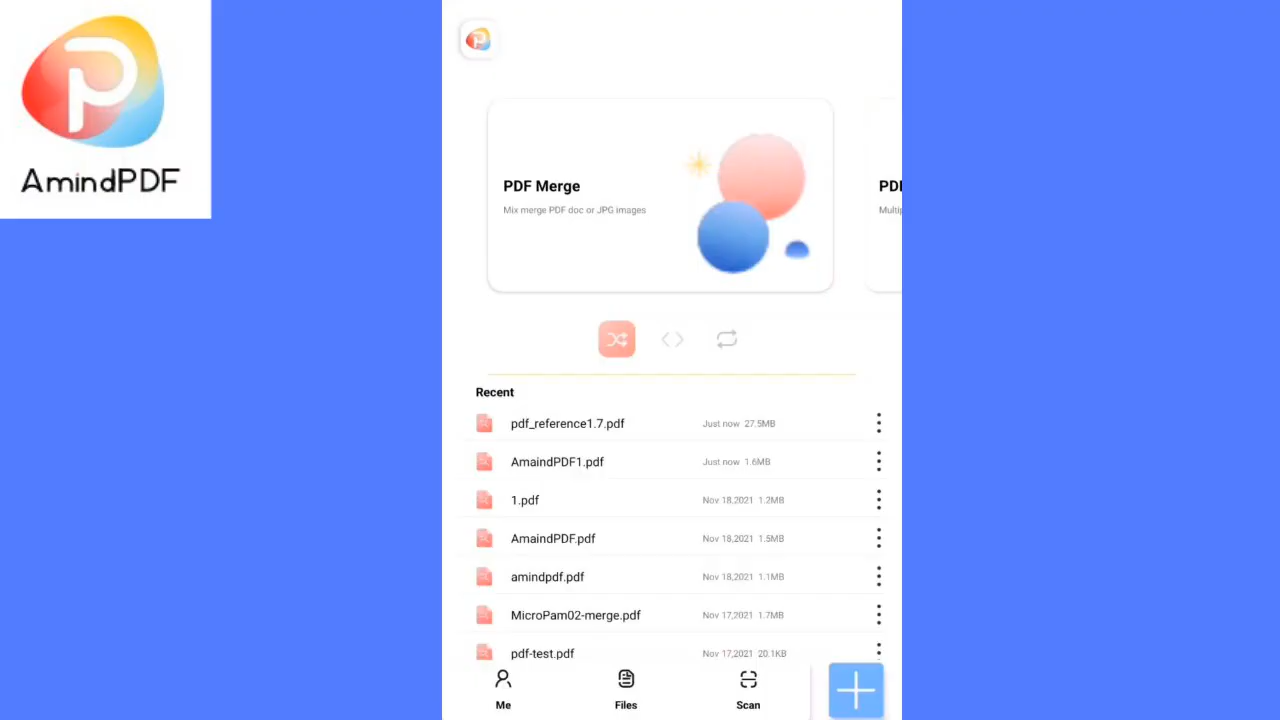 AmindPDF
PDF Merge
Mix merge PDF doc or JPG images
Recent
pdf_reference1.7.pdf Just now 27.5MB
AmaindPDF1.pdf Just now 1.6MB
1.pdf Nov 18,2021 1.2MB
AmaindPDF.pdf Nov 18,2021 1.5MB
amindpdf.pdf Nov 18,2021 1.1MB
MicroPam02-merge.pdf Nov 17,2021 1.7MB
pdf-test.pdf Nov 17,2021 20.1KB
Me Files Scan